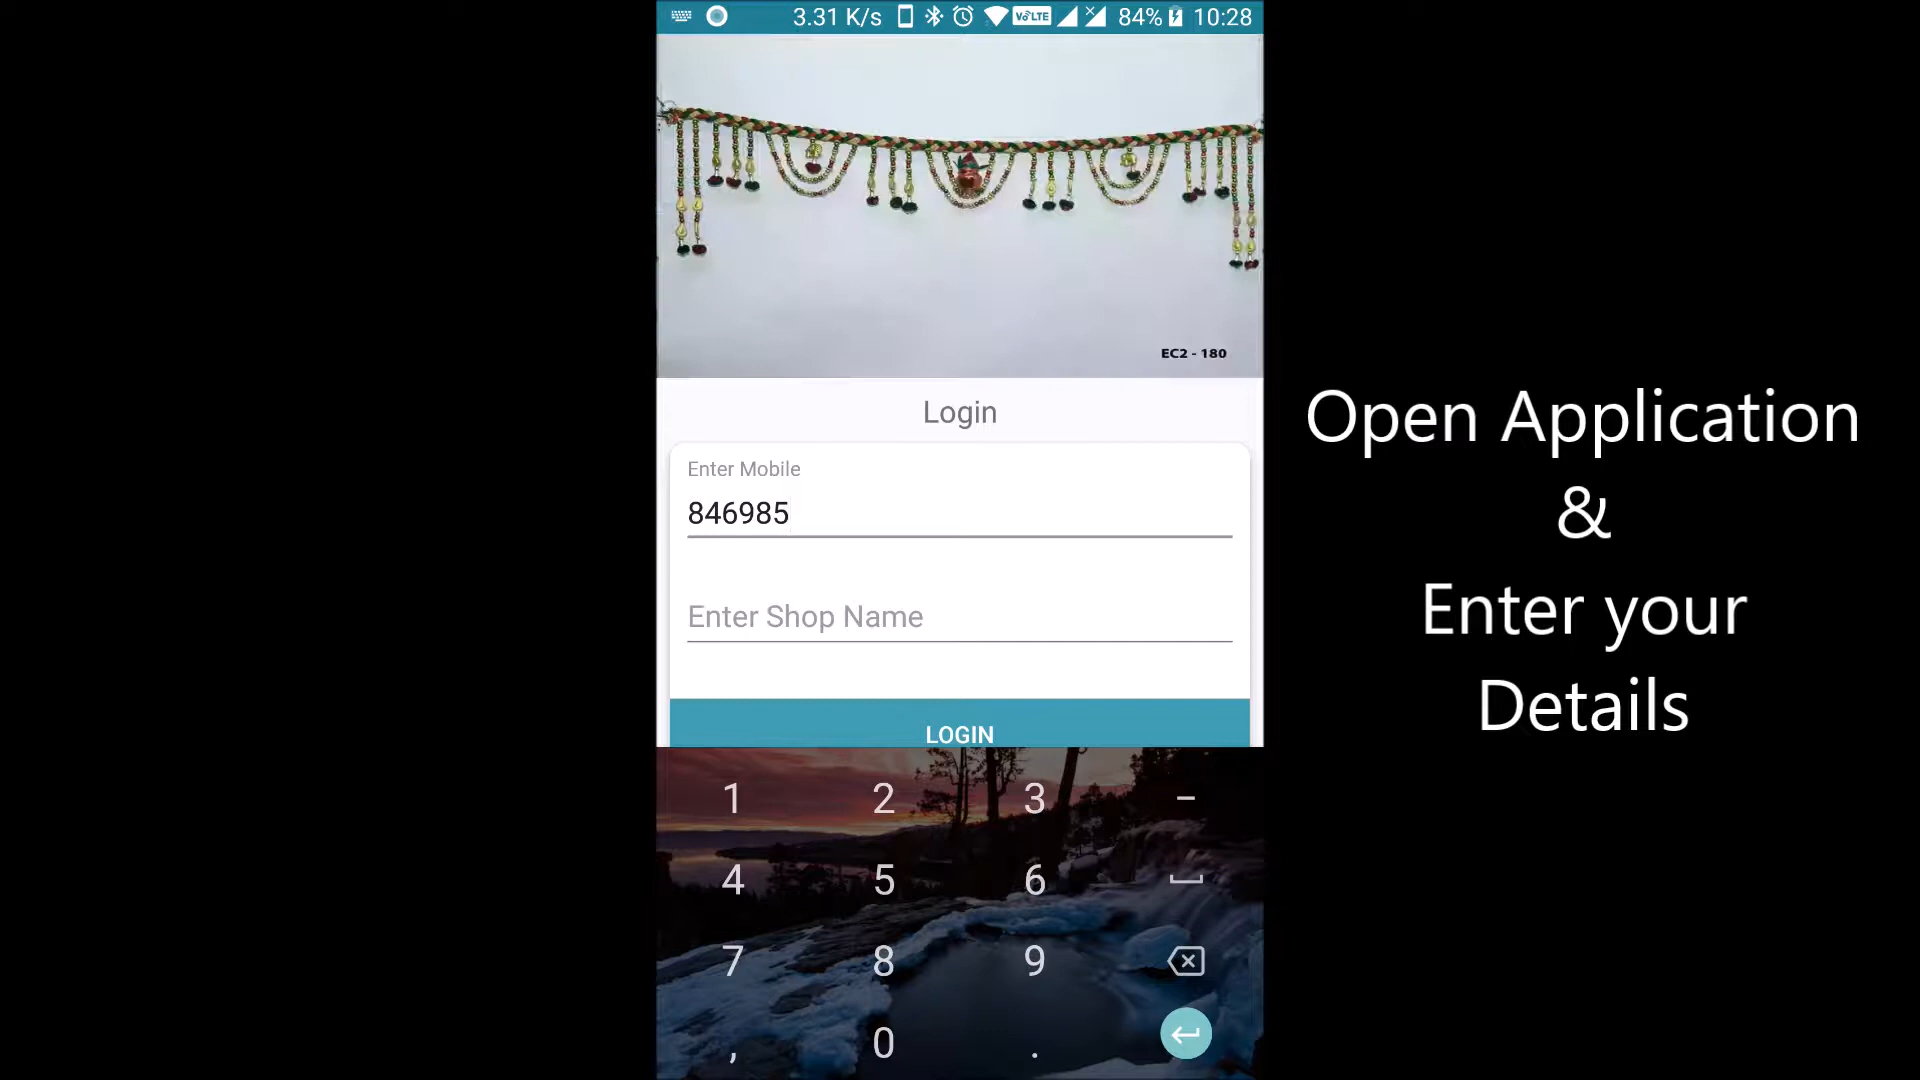 3.31 K/s VoLTE 84% 10:28
EC2 - 180
Login
Enter Mobile
846985
Enter Shop Name
LOGIN
1 2 3 -
4 5 6
7 8 9
, 0 .
Open Application
&
Enter your
Details